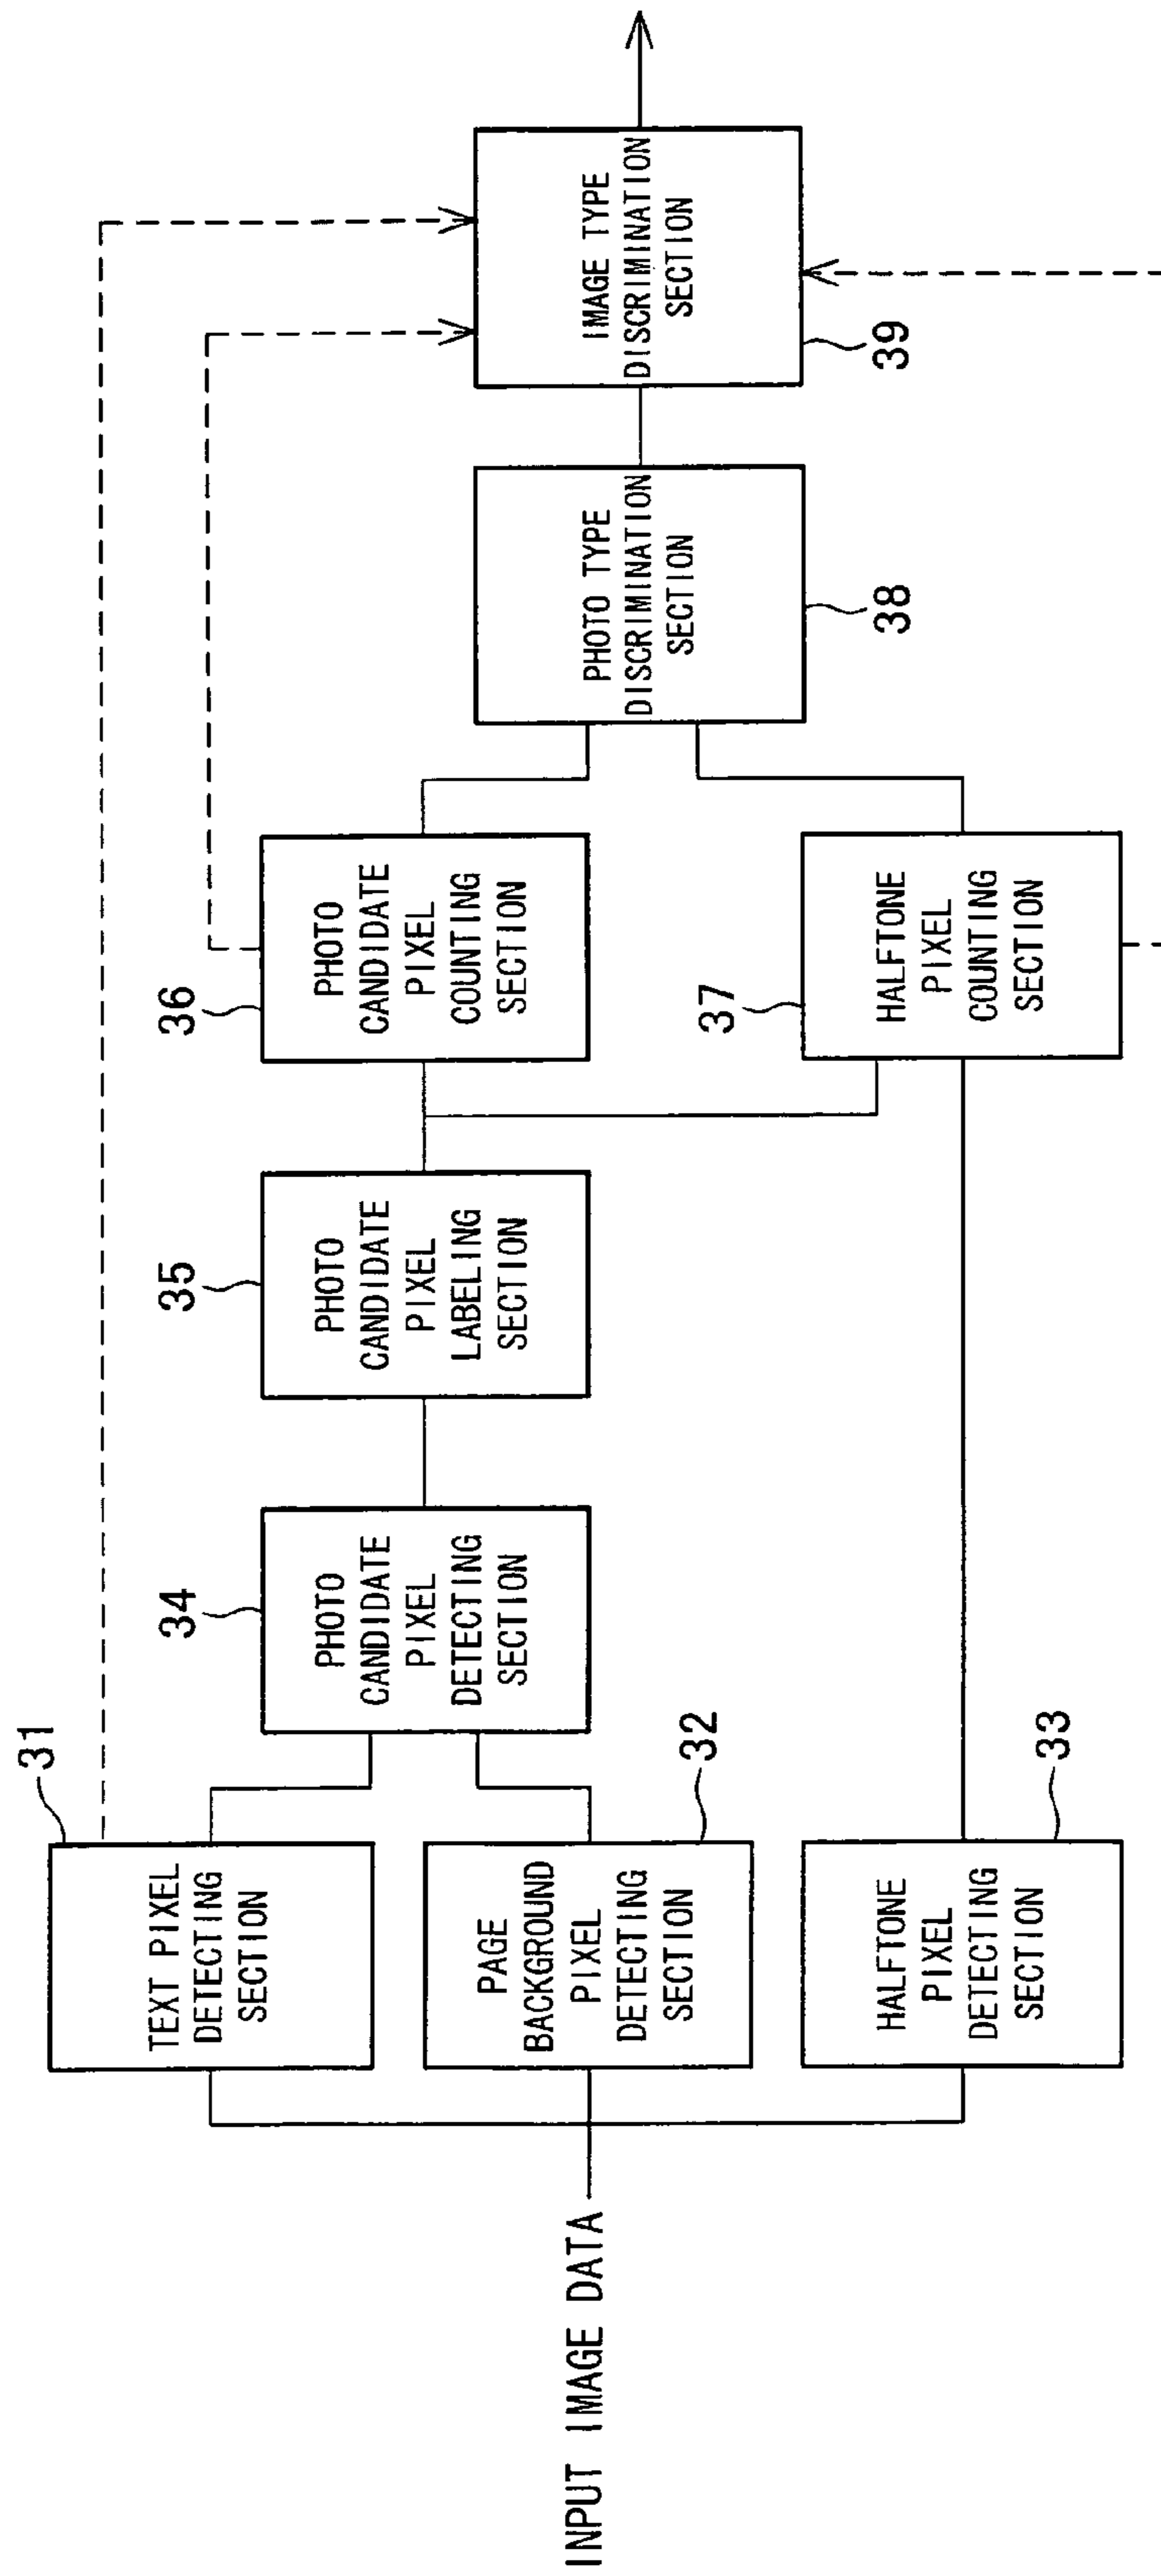 INPUT IMAGE DATA
31
TEXT PIXEL
DETECTING
SECTION
32
PAGE
BACKGROUND
PIXEL
DETECTING
SECTION
33
HALFTONE
PIXEL
DETECTING
SECTION
34
PHOTO
CANDIDATE
PIXEL
DETECTING
SECTION
35
PHOTO
CANDIDATE
PIXEL
LABELING
SECTION
36
PHOTO
CANDIDATE
PIXEL
COUNTING
SECTION
37
HALFTONE
PIXEL
COUNTING
SECTION
PHOTO TYPE
DISCRIMINATION
SECTION
38
IMAGE TYPE
DISCRIMINATION
SECTION
39